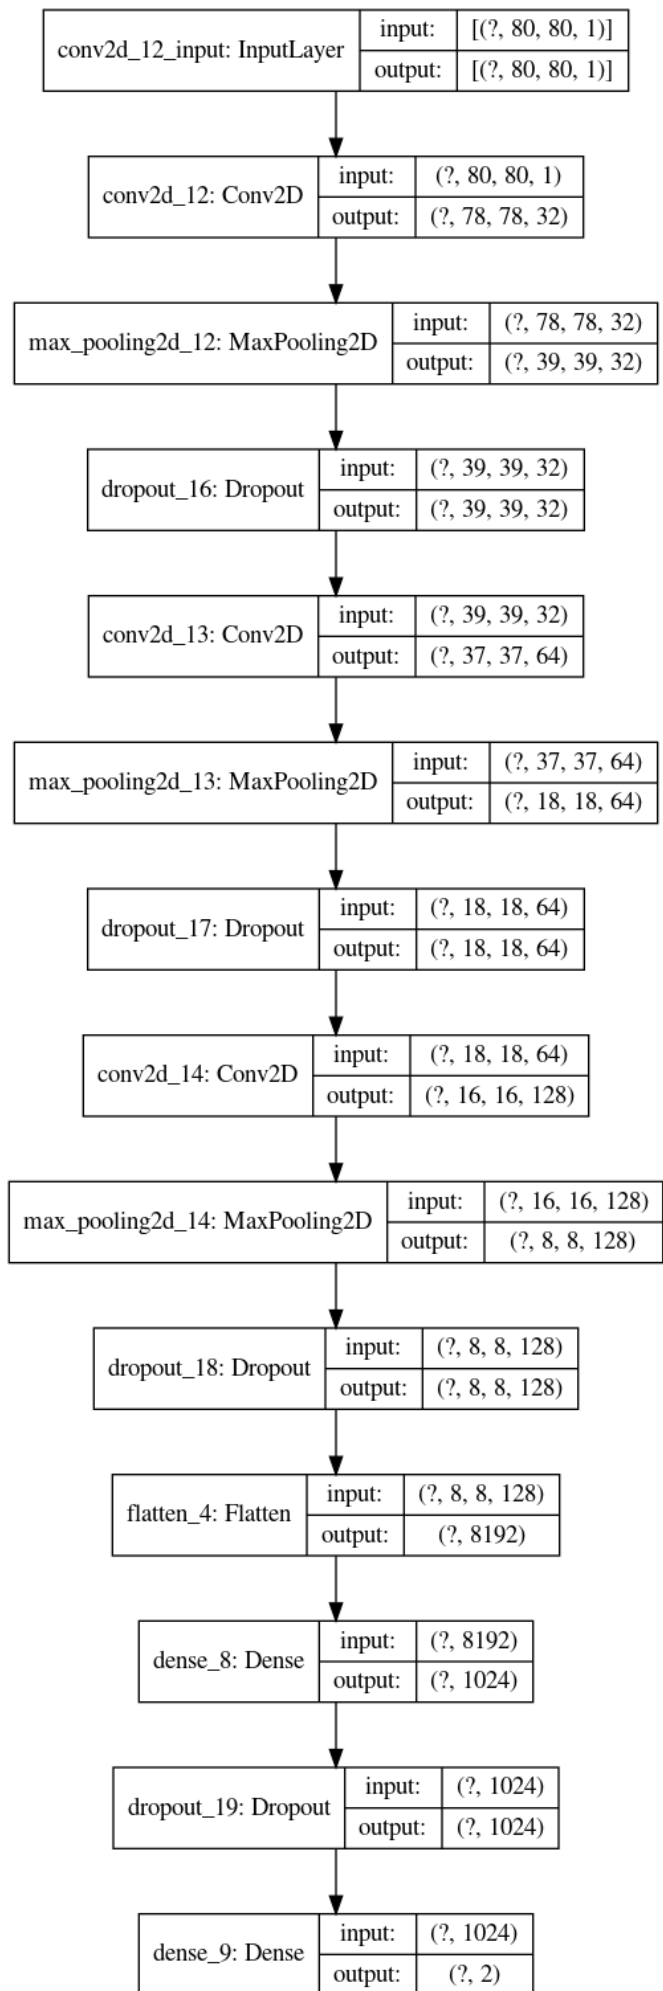 conv2d_12_input: InputLayer
input: [(?, 80, 80, 1)]
output: [(?, 80, 80, 1)]
conv2d_12: Conv2D
input: (?, 80, 80, 1)
output: (?, 78, 78, 32)
max_pooling2d_12: MaxPooling2D
input: (?, 78, 78, 32)
output: (?, 39, 39, 32)
dropout_16: Dropout
input: (?, 39, 39, 32)
output: (?, 39, 39, 32)
conv2d_13: Conv2D
input: (?, 39, 39, 32)
output: (?, 37, 37, 64)
max_pooling2d_13: MaxPooling2D
input: (?, 37, 37, 64)
output: (?, 18, 18, 64)
dropout_17: Dropout
input: (?, 18, 18, 64)
output: (?, 18, 18, 64)
conv2d_14: Conv2D
input: (?, 18, 18, 64)
output: (?, 16, 16, 128)
max_pooling2d_14: MaxPooling2D
input: (?, 16, 16, 128)
output: (?, 8, 8, 128)
dropout_18: Dropout
input: (?, 8, 8, 128)
output: (?, 8, 8, 128)
flatten_4: Flatten
input: (?, 8, 8, 128)
output: (?, 8192)
dense_8: Dense
input: (?, 8192)
output: (?, 1024)
dropout_19: Dropout
input: (?, 1024)
output: (?, 1024)
dense_9: Dense
input: (?, 1024)
output: (?, 2)